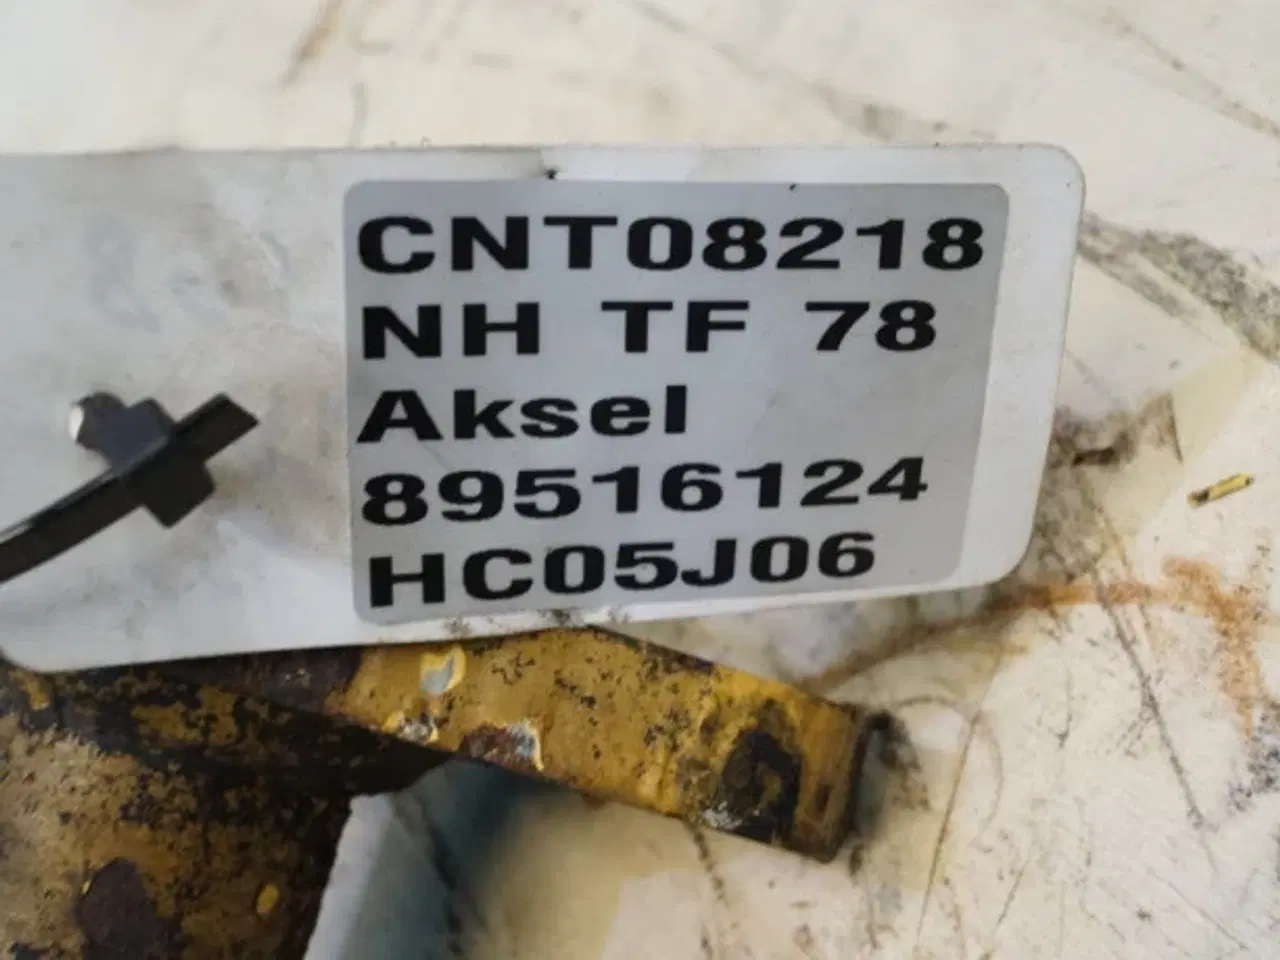 CNT08218
NH TF 78
Aksel
89516124
HC05J06